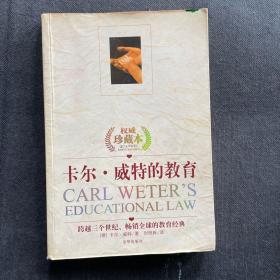 权威
珍藏本
卡尔·威特的教育
CARL WETER'S
EDUCATIONAL LAW
跨越三个世纪、畅销全球的教育经典